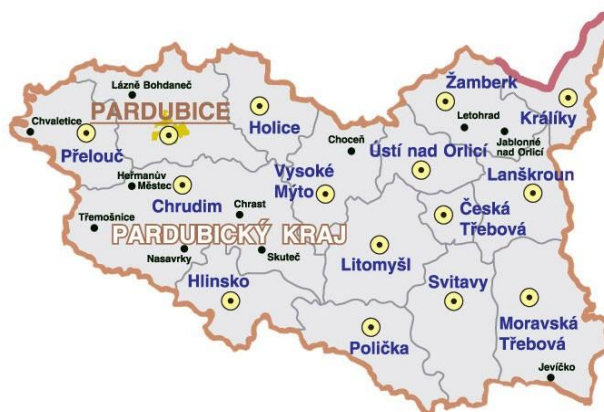 Lázně Bohdaneč
PARDUBICE
Chvaletice
Přelouč
Holice
Žamberk
Letohrad
Králíky
Jablonné
nad Orlicí
Choceň
Ústí nad Orlicí
Vysoké
Mýto
Lanškroun
Heřmanův
Městec
Chrudim
Chrast
Česká
Třebová
Třemošnice
PARDUBICKÝ KRAJ
Nasavrky
Skuteč
Litomyšl
Hlinsko
Svitavy
Moravská
Třebová
Polička
Jevíčko